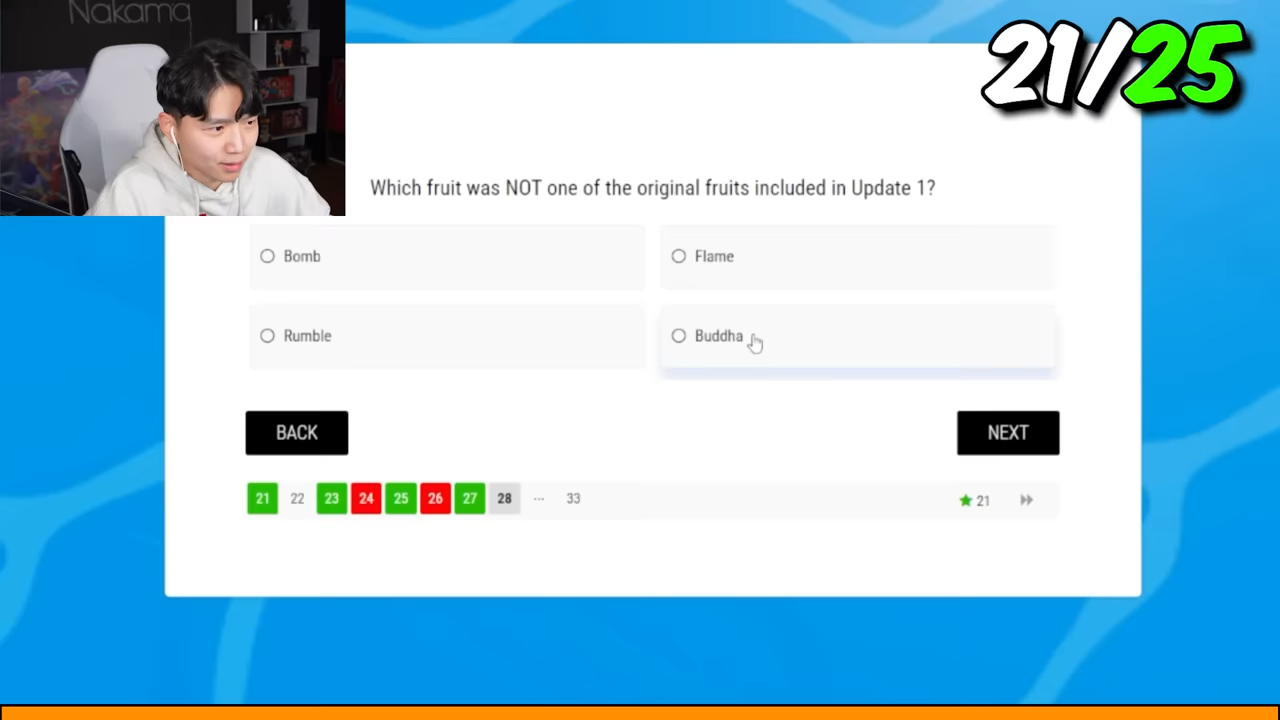 Nakama
21/25
Which fruit was NOT one of the original fruits included in Update 1?
Bomb
Flame
Rumble
Buddha
BACK
NEXT
21 22 23 24 25 26 27 28 ... 33
21